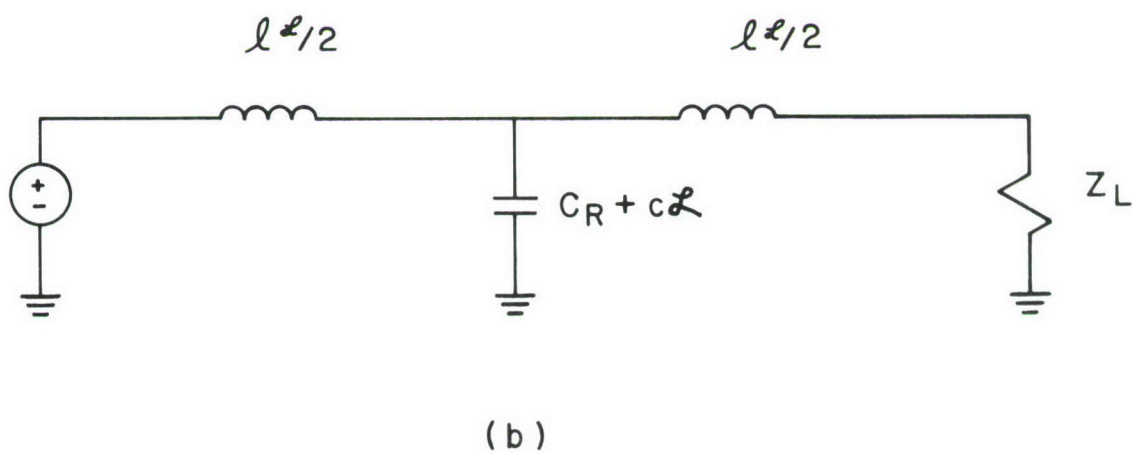 ℓℒ/2 ℓℒ/2
+
-
C_R + cℒ
Z_L
(b)